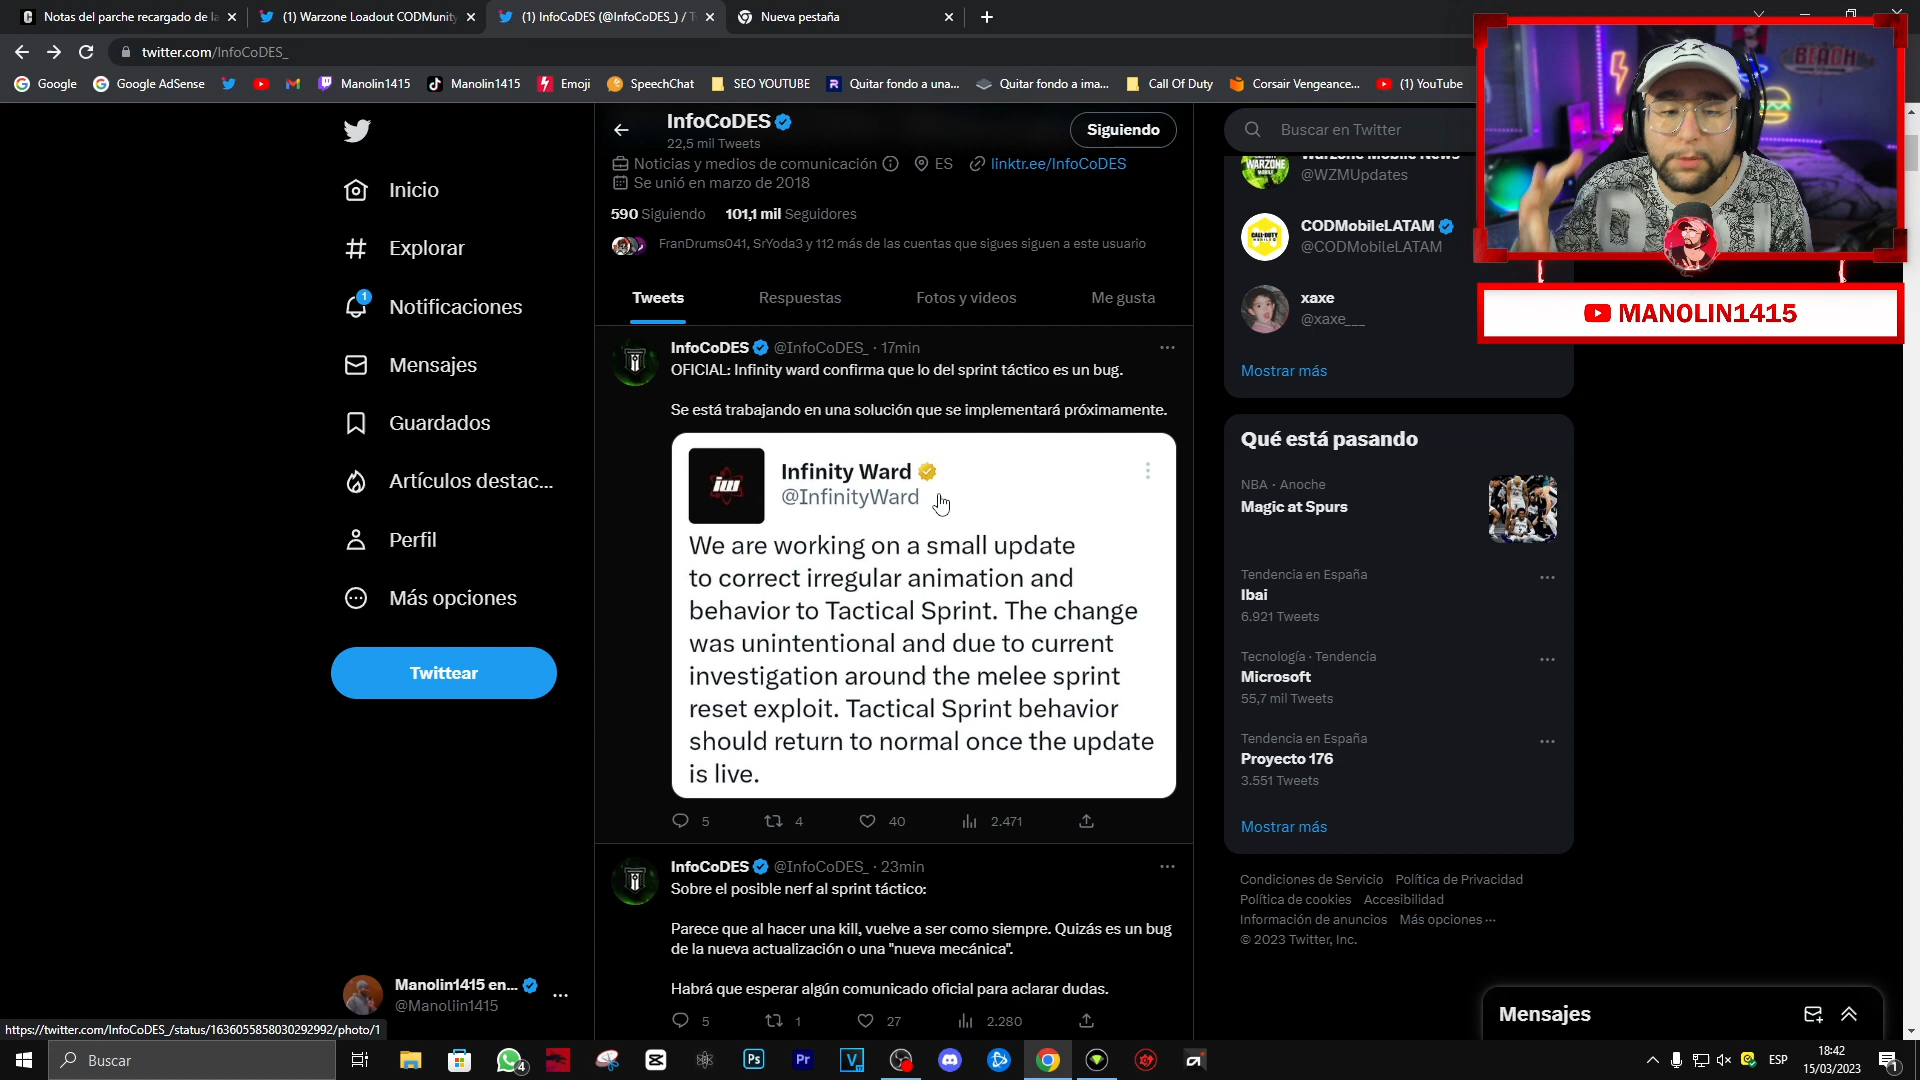 Notas del parche recargado de la
(1) Warzone Loadout CODMunity
(1) InfoCoDES (@InfoCoDES_) / T
Nueva pestaña
twitter.com/InfoCoDES_
Google
Google AdSense
Manolin1415
Manolin1415
Emoji
SpeechChat
SEO YOUTUBE
Quitar fondo a una...
Quitar fondo a ima...
Call Of Duty
Corsair Vengeance...
(1) YouTube
MANOLIN1415
Inicio
Explorar
1
Notificaciones
Mensajes
Guardados
Artículos destac...
Perfil
Más opciones
Twittear
Manolin1415 en...
@Manoliin1415
InfoCoDES
22,5 mil Tweets
Siguiendo
Noticias y medios de comunicación
ES
linktr.ee/InfoCoDES
Se unió en marzo de 2018
590 Siguiendo 101,1 mil Seguidores
FranDrums041, SrYoda3 y 112 más de las cuentas que sigues siguen a este usuario
Tweets
Respuestas
Fotos y videos
Me gusta
InfoCoDES @InfoCoDES_ · 17min
OFICIAL: Infinity ward confirma que lo del sprint táctico es un bug.
Se está trabajando en una solución que se implementará próximamente.
iw
Infinity Ward
@InfinityWard
We are working on a small update
to correct irregular animation and
behavior to Tactical Sprint. The change
was unintentional and due to current
investigation around the melee sprint
reset exploit. Tactical Sprint behavior
should return to normal once the update
is live.
5
4
40
2.471
InfoCoDES @InfoCoDES_ · 23min
Sobre el posible nerf al sprint táctico:
Parece que al hacer una kill, vuelve a ser como siempre. Quizás es un bug
de la nueva actualización o una "nueva mecánica".
Habrá que esperar algún comunicado oficial para aclarar dudas.
5
1
27
2.280
Buscar en Twitter
Warzone Mobile News
@WZMUpdates
CODMobileLATAM
@CODMobileLATAM
xaxe
@xaxe___
Mostrar más
Qué está pasando
NBA · Anoche
Magic at Spurs
Tendencia en España
Ibai
6.921 Tweets
Tecnología · Tendencia
Microsoft
55,7 mil Tweets
Tendencia en España
Proyecto 176
3.551 Tweets
Mostrar más
Condiciones de Servicio Política de Privacidad
Política de cookies Accesibilidad
Información de anuncios Más opciones ···
© 2023 Twitter, Inc.
Mensajes
https://twitter.com/InfoCoDES_/status/1636055858030292992/photo/1
Buscar
4
Ps
Pr
ESP
18:42
15/03/2023
1